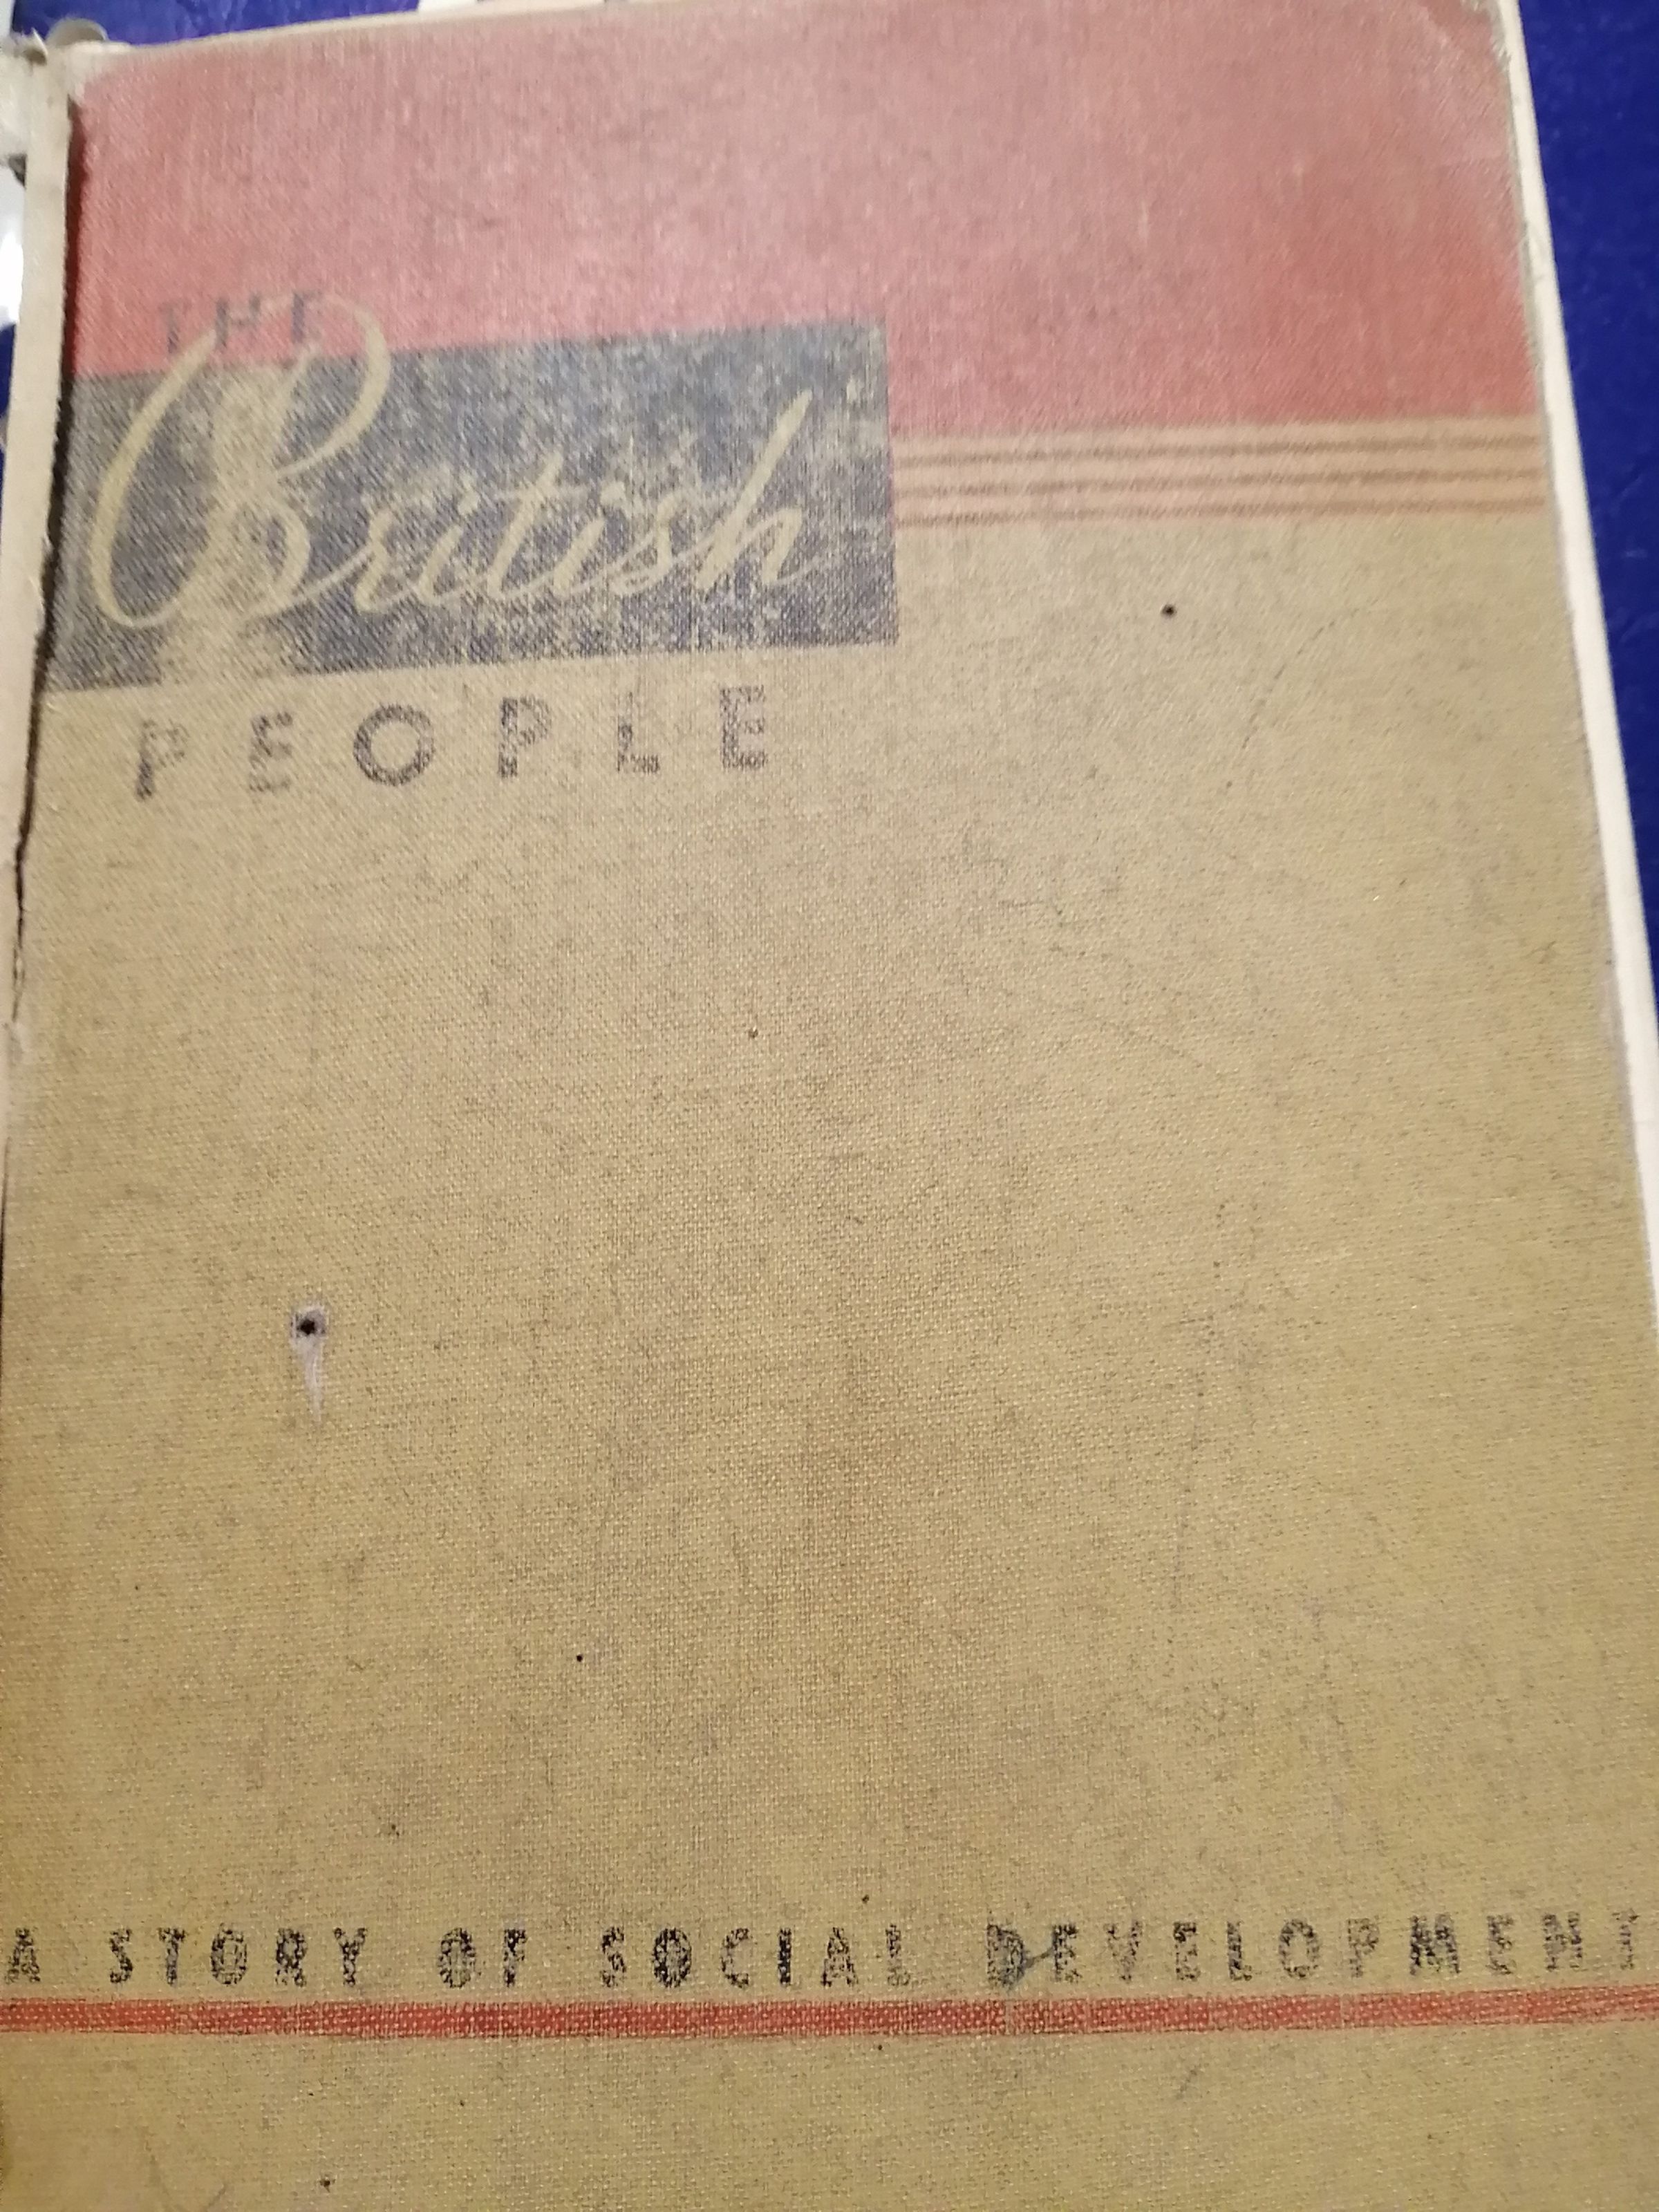 THE
British
PEOPLE
A STORY OF SOCIAL DEVELOPMENT